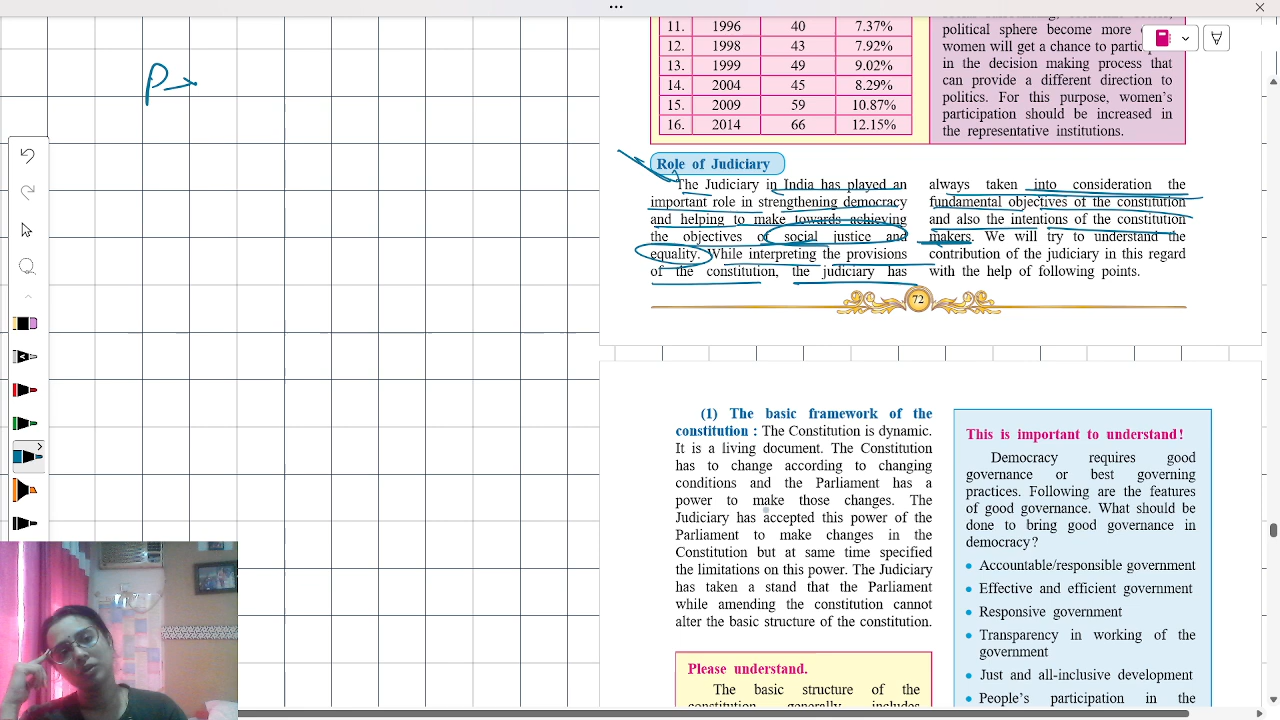 P
11. 1996 40 7.37%
12. 1998 43 7.92%
13. 1999 49 9.02%
14. 2004 45 8.29%
15. 2009 59 10.87%
16. 2014 66 12.15%
political sphere become more
women will get a chance to
in the decision making process that
can provide a different direction to
politics. For this purpose, women's
participation should be increased in
the representative institutions.
Role of Judiciary
The Judiciary in India has played an
important role in strengthening democracy
and helping to make towards achieving
the objectives of social justice and
equality. While interpreting the provisions
of the constitution, the judiciary has
always taken into consideration the
fundamental objectives of the constitution
and also the intentions of the constitution
makers. We will try to understand the
contribution of the judiciary in this regard
with the help of following points.
72
(1) The basic framework of the
constitution : The Constitution is dynamic.
It is a living document. The Constitution
has to change according to changing
conditions and the Parliament has a
power to make those changes. The
Judiciary has accepted this power of the
Parliament to make changes in the
Constitution but at same time specified
the limitations on this power. The Judiciary
has taken a stand that the Parliament
while amending the constitution cannot
alter the basic structure of the constitution.
Please understand.
The basic structure of the
constitution generally includes
This is important to understand!
Democracy requires good
governance or best governing
practices. Following are the features
of good governance. What should be
done to bring good governance in
democracy?
• Accountable/responsible government
• Effective and efficient government
• Responsive government
• Transparency in working of the
government
• Just and all-inclusive development
• People's participation in the